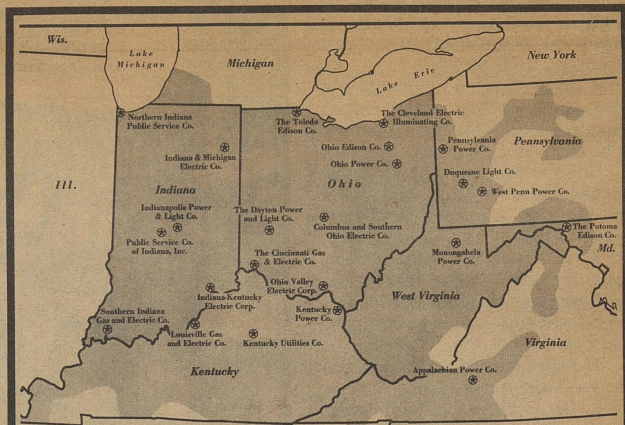 Wis.
Lake
Michigan
Michigan
Lake Erie
New York
Northern Indiana
Public Service Co.
The Toledo
Edison Co.
The Cleveland Electric
Illuminating Co.
Pennsylvania
Power Co.
Pennsylvania
Indiana & Michigan
Electric Co.
Ohio Edison Co.
Ohio Power Co.
Duquesne Light Co.
West Penn Power Co.
Ill.
Indiana
Ohio
Indianapolis Power
& Light Co.
Public Service Co.
of Indiana, Inc.
The Dayton Power
and Light Co.
Columbus and Southern
Ohio Electric Co.
The Potoma
Edison Co.
Md.
Monongahela
Power Co.
The Cincinnati Gas
& Electric Co.
Ohio Valley
Electric Corp.
Indiana-Kentucky
Electric Corp.
Kentucky
Power Co.
West Virginia
Southern Indiana
Gas and Electric Co.
Louisville Gas
and Electric Co.
Kentucky Utilities Co.
Virginia
Kentucky
Appalachian Power Co.